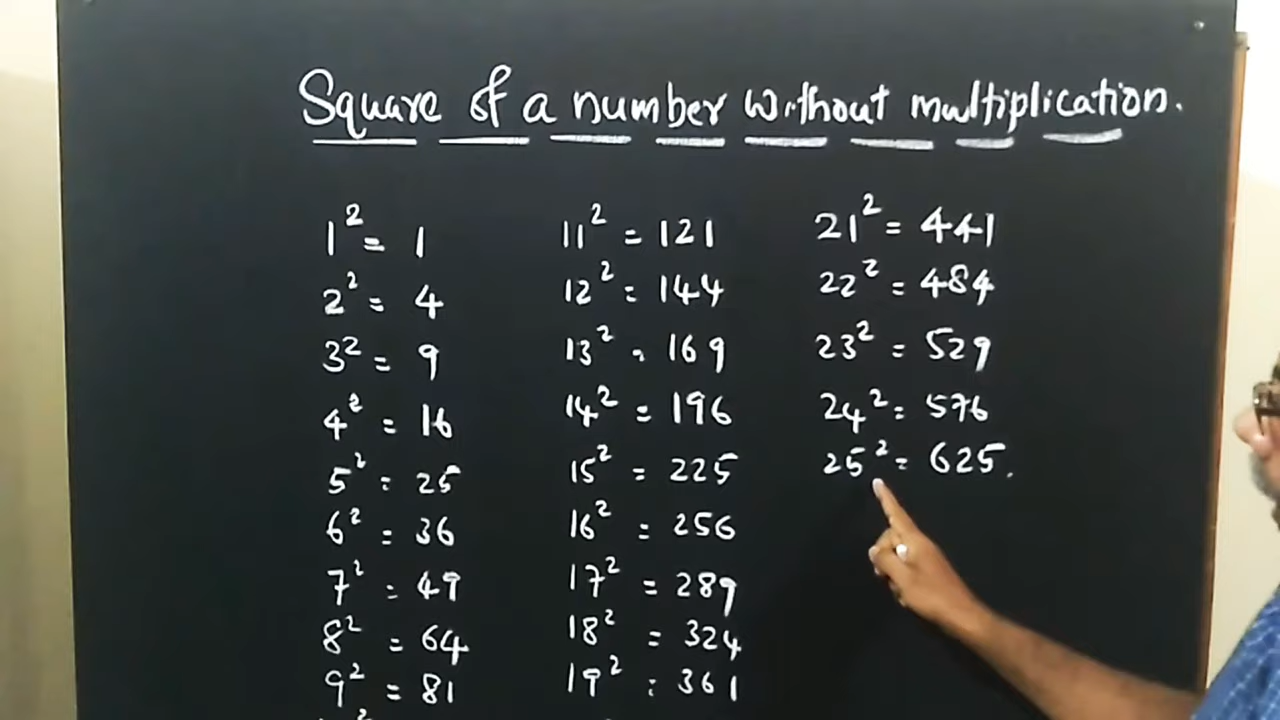 Square of a number without multiplication.
1² = 1
2² = 4
3² = 9
4² = 16
5² = 25
6² = 36
7² = 49
8² = 64
9² = 81
11² = 121
12² = 144
13² = 169
14² = 196
15² = 225
16² = 256
17² = 289
18² = 324
19² = 361
21² = 441
22² = 484
23² = 529
24² = 576
25² = 625.